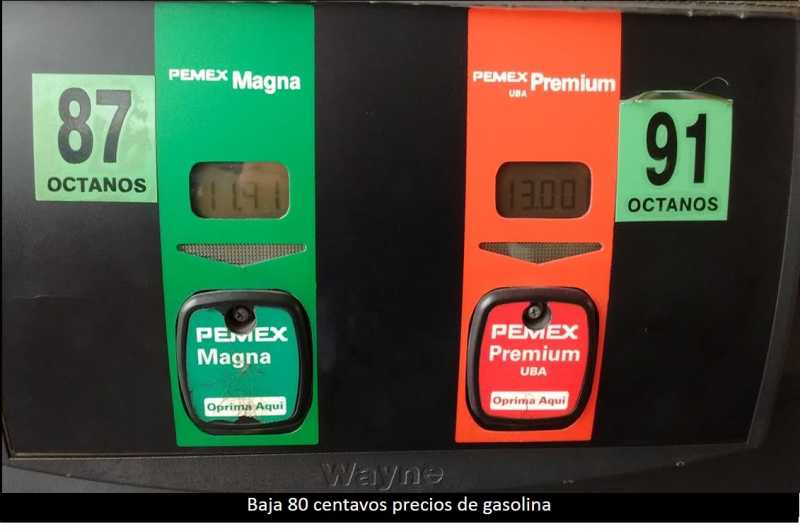 PEMEX Magna
PEMEX Premium
UBA
87
OCTANOS
91
OCTANOS
11.41
13.00
PEMEX
Magna
Oprima Aqui
PEMEX
Premium
UBA
Oprima Aqui
Wayne
Baja 80 centavos precios de gasolina